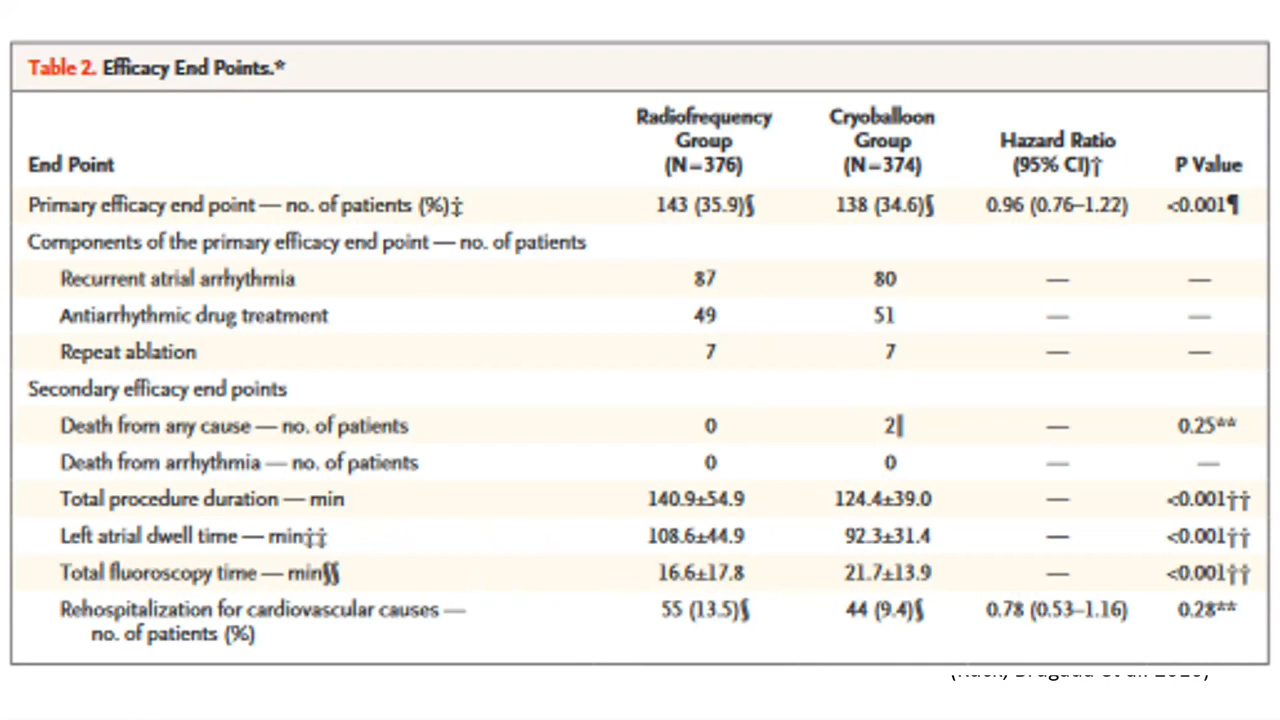 Table 2. Efficacy End Points.*
End Point Radiofrequency Group (N=376) Cryoballoon Group (N=374) Hazard Ratio (95% CI)† P Value
Primary efficacy end point — no. of patients (%)‡ 143 (35.9)§ 138 (34.6)§ 0.96 (0.76–1.22) <0.001¶
Components of the primary efficacy end point — no. of patients
Recurrent atrial arrhythmia 87 80 — —
Antiarrhythmic drug treatment 49 51 — —
Repeat ablation 7 7 — —
Secondary efficacy end points
Death from any cause — no. of patients 0 2‖ — 0.25**
Death from arrhythmia — no. of patients 0 0 — —
Total procedure duration — min 140.9±54.9 124.4±39.0 — <0.001††
Left atrial dwell time — min‡‡ 108.6±44.9 92.3±31.4 — <0.001††
Total fluoroscopy time — min§§ 16.6±17.8 21.7±13.9 — <0.001††
Rehospitalization for cardiovascular causes — 55 (13.5)§ 44 (9.4)§ 0.78 (0.53–1.16) 0.28**
no. of patients (%)